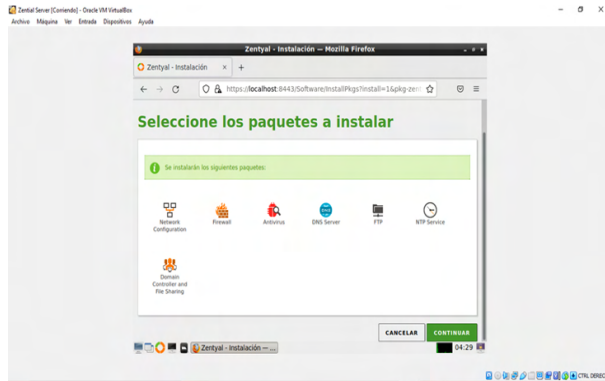 Zential Server [Corriendo] - Oracle VM VirtualBox
Archivo Máquina Ver Entrada Dispositivos Ayuda
Zentyal - Instalación — Mozilla Firefox
Zentyal - Instalación × +
https://localhost:8443/Software/InstallPkgs?install=1&pkg-zen
Seleccione los paquetes a instalar
Se instalarán los siguientes paquetes:
Network Firewall Antivirus DNS Server FTP NTP Service
Configuration
Domain
Controller and
File Sharing
CANCELAR CONTINUAR
Zentyal - Instalación — ... 04:29
CTRL DEREC